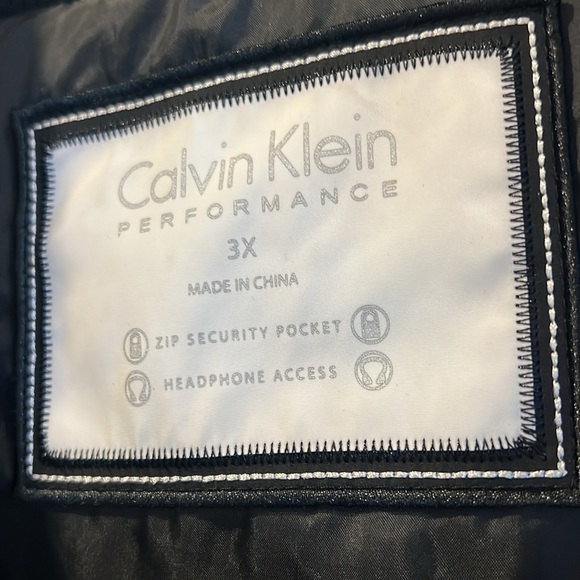 Calvin Klein
PERFORMANCE
3X
MADE IN CHINA
ZIP SECURITY POCKET
HEADPHONE ACCESS